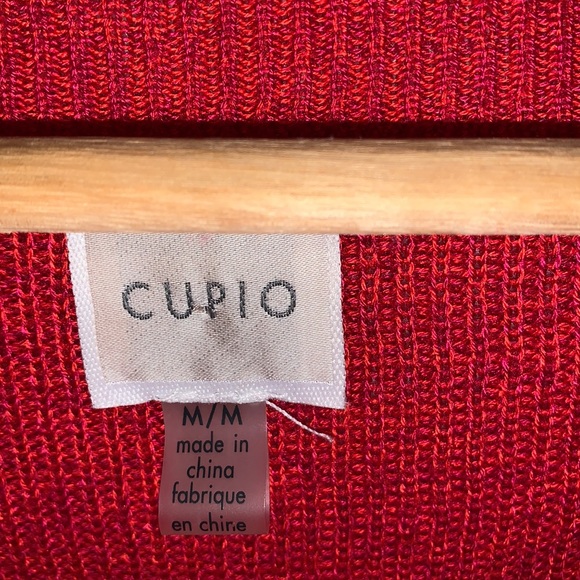 CUPIO
M/M
made in
china
fabrique
en chine